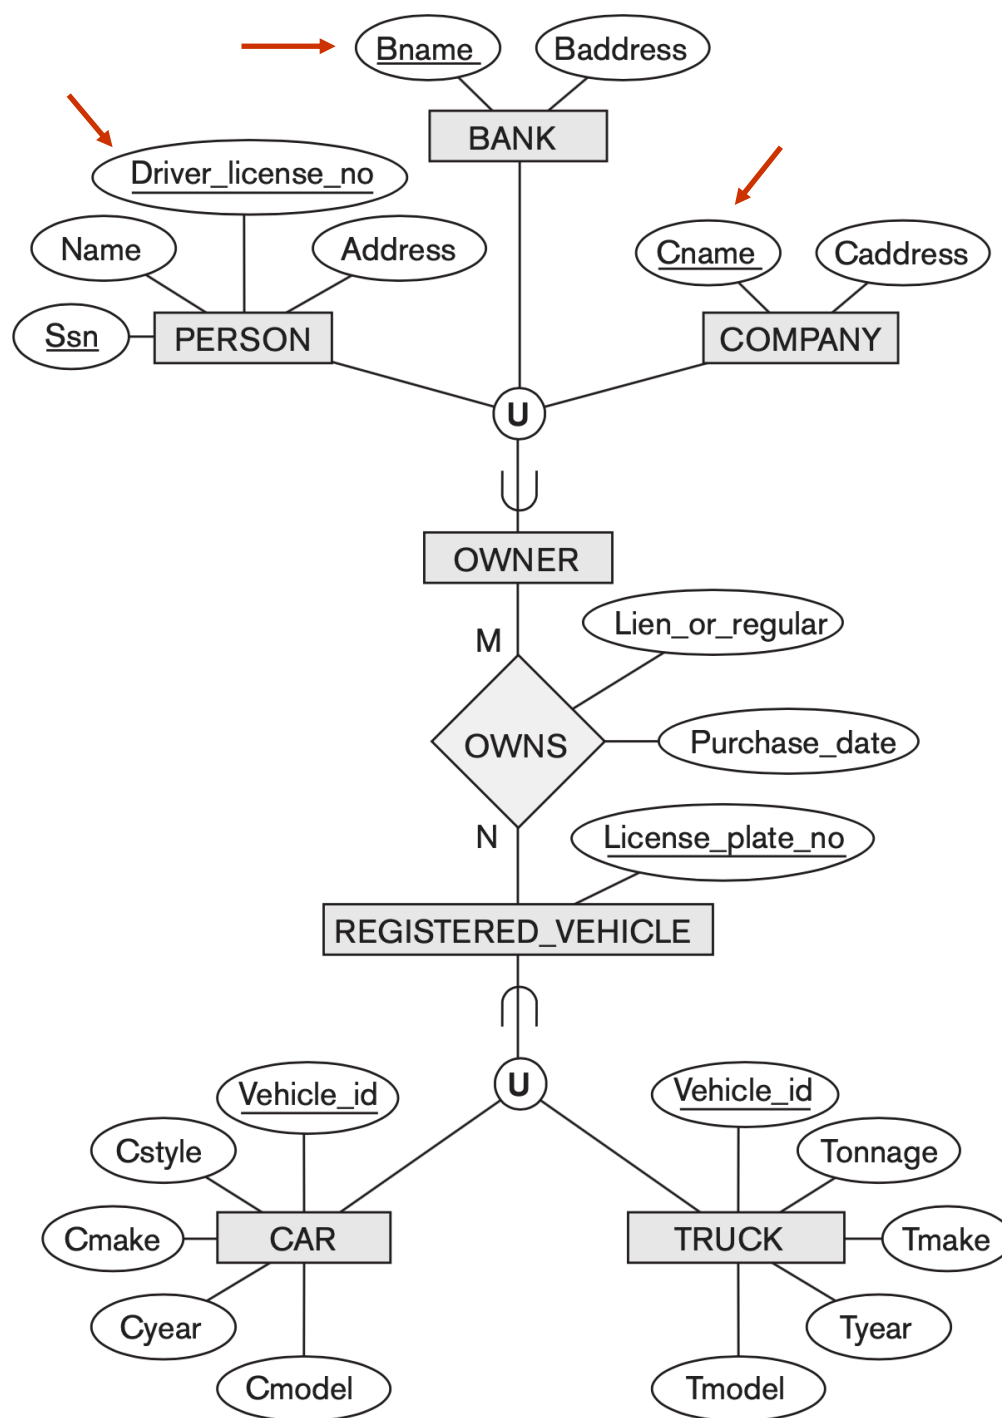 Bname
Baddress
BANK
Driver_license_no
Name
Address
Cname
Caddress
Ssn
PERSON
COMPANY
U
OWNER
Lien_or_regular
M
OWNS
Purchase_date
N
License_plate_no
REGISTERED_VEHICLE
U
Vehicle_id
Vehicle_id
Cstyle
Tonnage
Cmake
CAR
TRUCK
Tmake
Cyear
Tyear
Cmodel
Tmodel